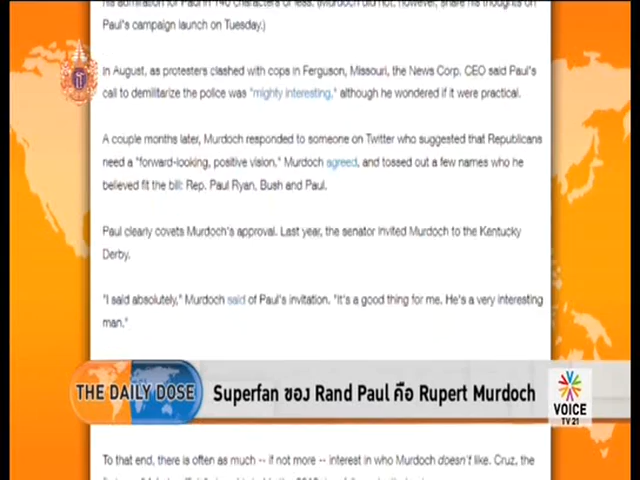 his admiration for Paul in 140 characters or less. (Murdoch did not, however, share his thoughts on
Paul's campaign launch on Tuesday.)
In August, as protesters clashed with cops in Ferguson, Missouri, the News Corp. CEO said Paul's
call to demilitarize the police was "mighty interesting," although he wondered if it were practical.
A couple months later, Murdoch responded to someone on Twitter who suggested that Republicans
need a "forward-looking, positive vision." Murdoch agreed, and tossed out a few names who he
believed fit the bill: Rep. Paul Ryan, Bush and Paul.
Paul clearly covets Murdoch's approval. Last year, the senator invited Murdoch to the Kentucky
Derby.
"I said absolutely," Murdoch said of Paul's invitation. "It's a good thing for me. He's a very interesting
man."
THE DAILY DOSE
Superfan ของ Rand Paul คือ Rupert Murdoch
VOICE
TV 21
To that end, there is often as much -- if not more -- interest in who Murdoch doesn't like. Cruz, the